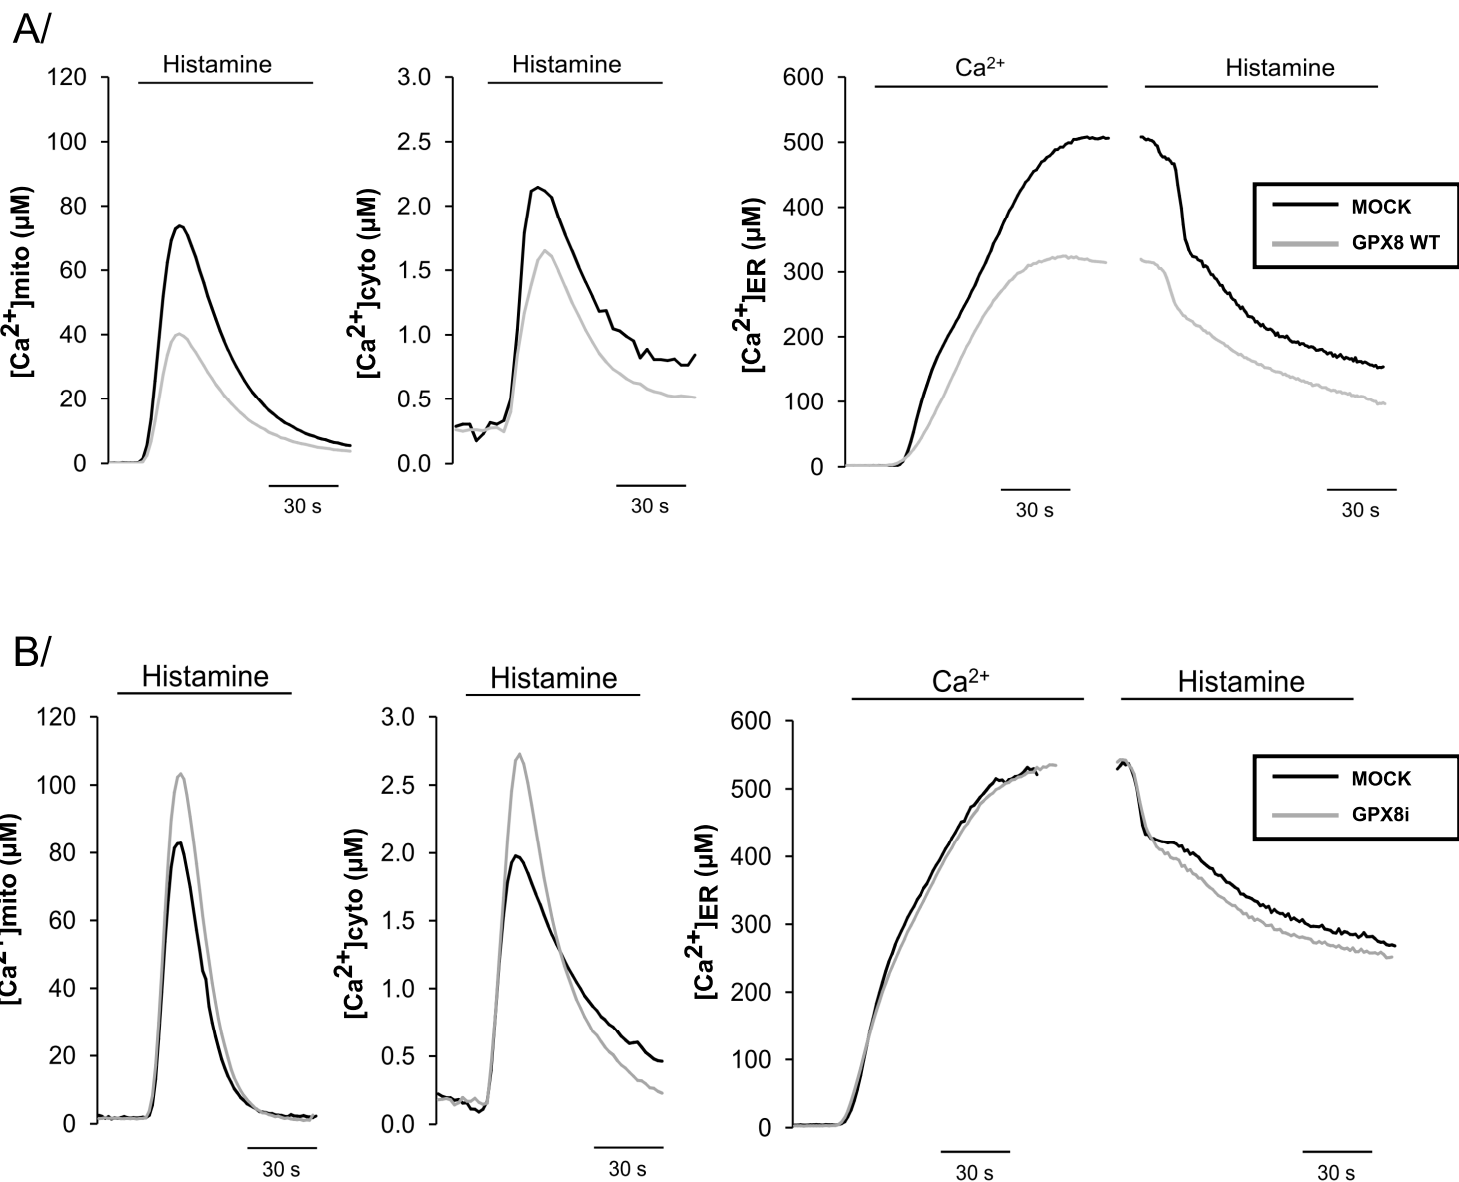 A/
Histamine
Histamine
Ca2+
Histamine
120
100
80
60
40
20
0
[Ca2+]mito (µM)
30 s
3.0
2.5
2.0
1.5
1.0
0.5
0.0
[Ca2+]cyto (µM)
30 s
600
500
400
300
200
100
0
[Ca2+]ER (µM)
30 s
30 s
MOCK
GPX8 WT
B/
Histamine
Histamine
Ca2+
Histamine
120
100
80
60
40
20
0
[Ca2+]mito (µM)
30 s
3.0
2.5
2.0
1.5
1.0
0.5
0.0
[Ca2+]cyto (µM)
30 s
600
500
400
300
200
100
0
[Ca2+]ER (µM)
30 s
30 s
MOCK
GPX8i